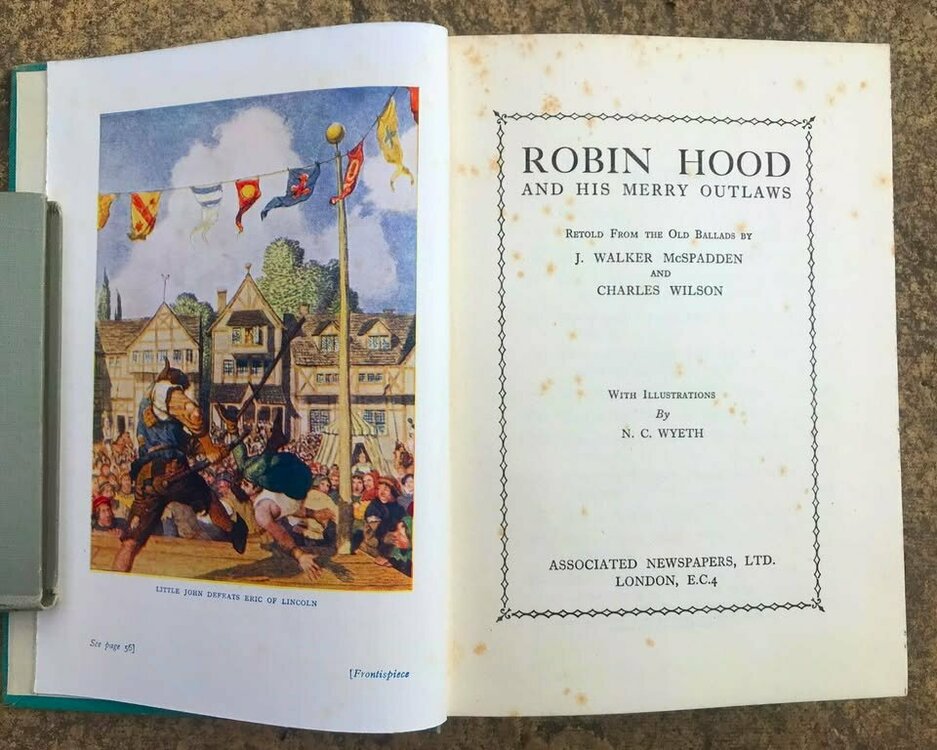 LITTLE JOHN DEFEATS ERIC OF LINCOLN
See page 56]
[Frontispiece
ROBIN HOOD
AND HIS MERRY OUTLAWS
RETOLD FROM THE OLD BALLADS BY
J. WALKER McSPADDEN
AND
CHARLES WILSON
WITH ILLUSTRATIONS
By
N. C. WYETH
ASSOCIATED NEWSPAPERS, LTD.
LONDON, E.C.4